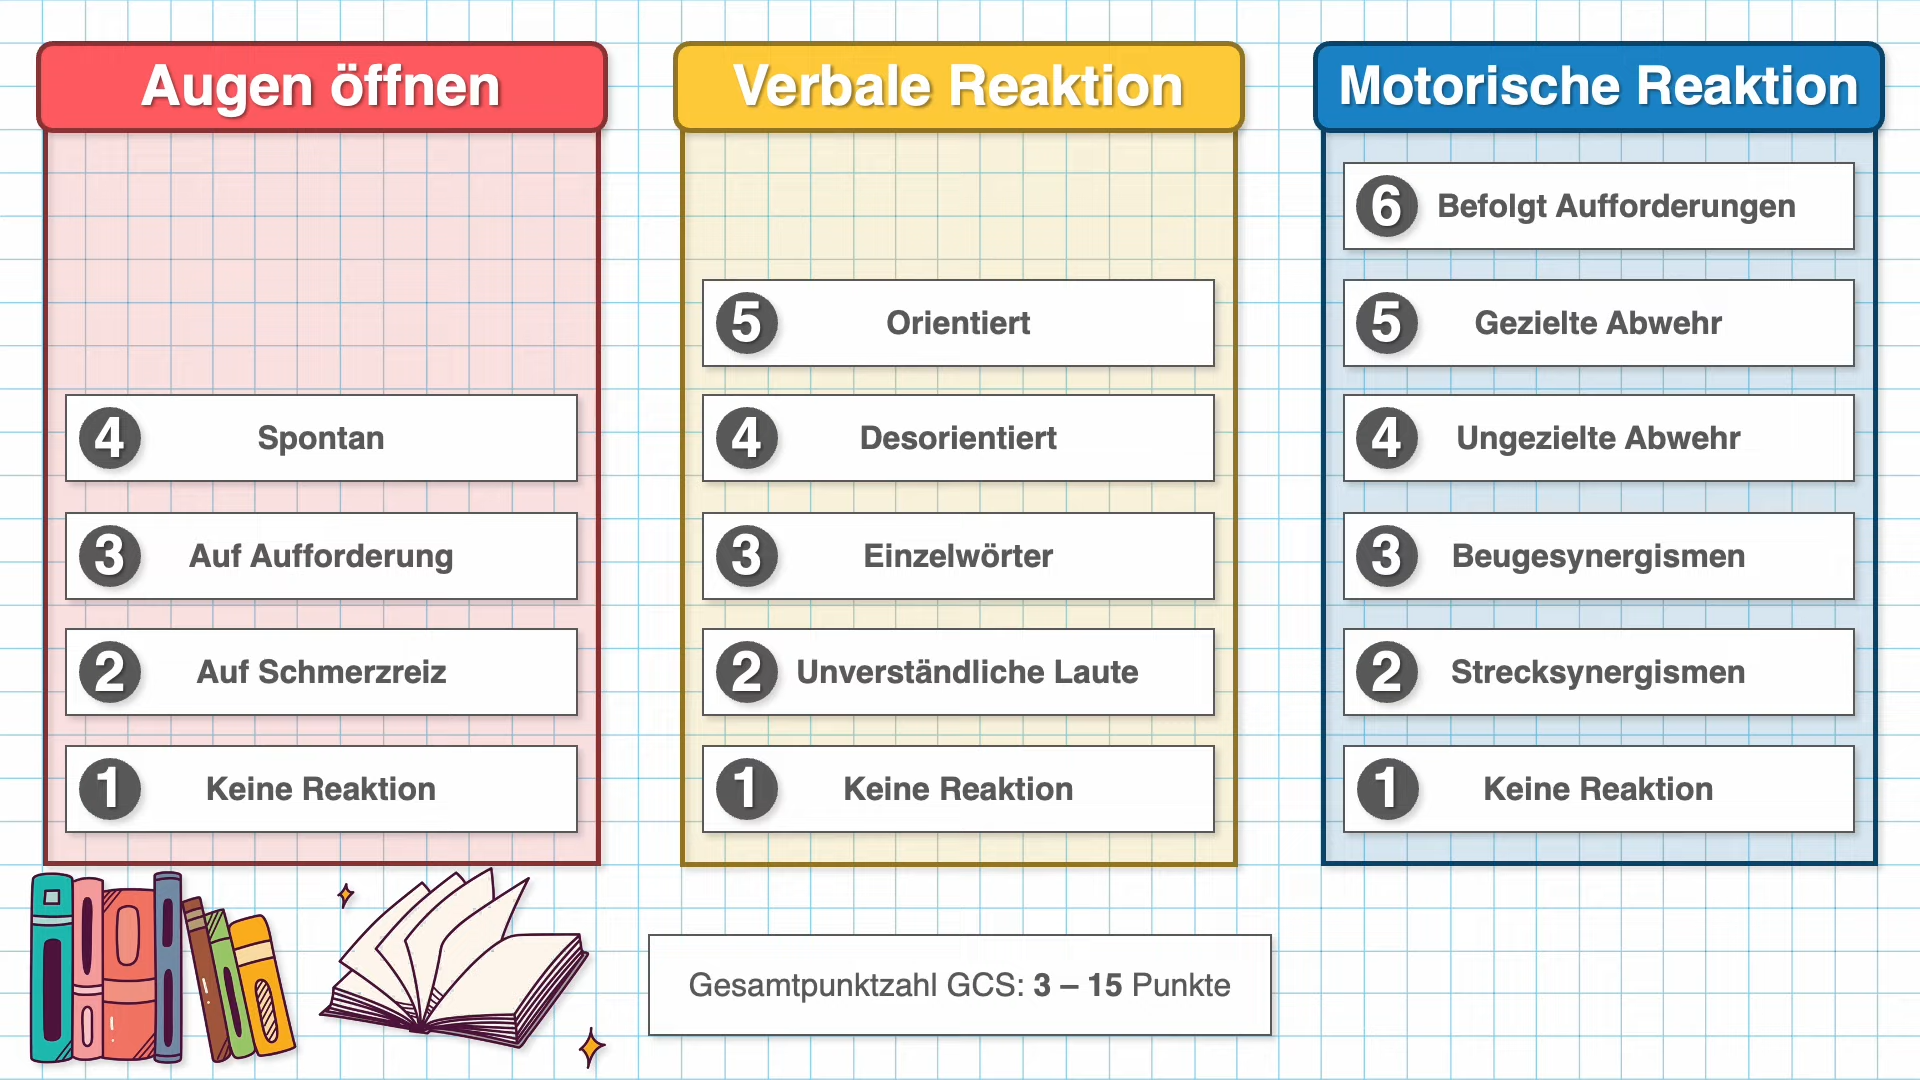 Augen öffnen
4 Spontan
3 Auf Aufforderung
2 Auf Schmerzreiz
1 Keine Reaktion
Verbale Reaktion
5 Orientiert
4 Desorientiert
3 Einzelwörter
2 Unverständliche Laute
1 Keine Reaktion
Motorische Reaktion
6 Befolgt Aufforderungen
5 Gezielte Abwehr
4 Ungezielte Abwehr
3 Beugesynergismen
2 Strecksynergismen
1 Keine Reaktion
Gesamtpunktzahl GCS: 3 – 15 Punkte